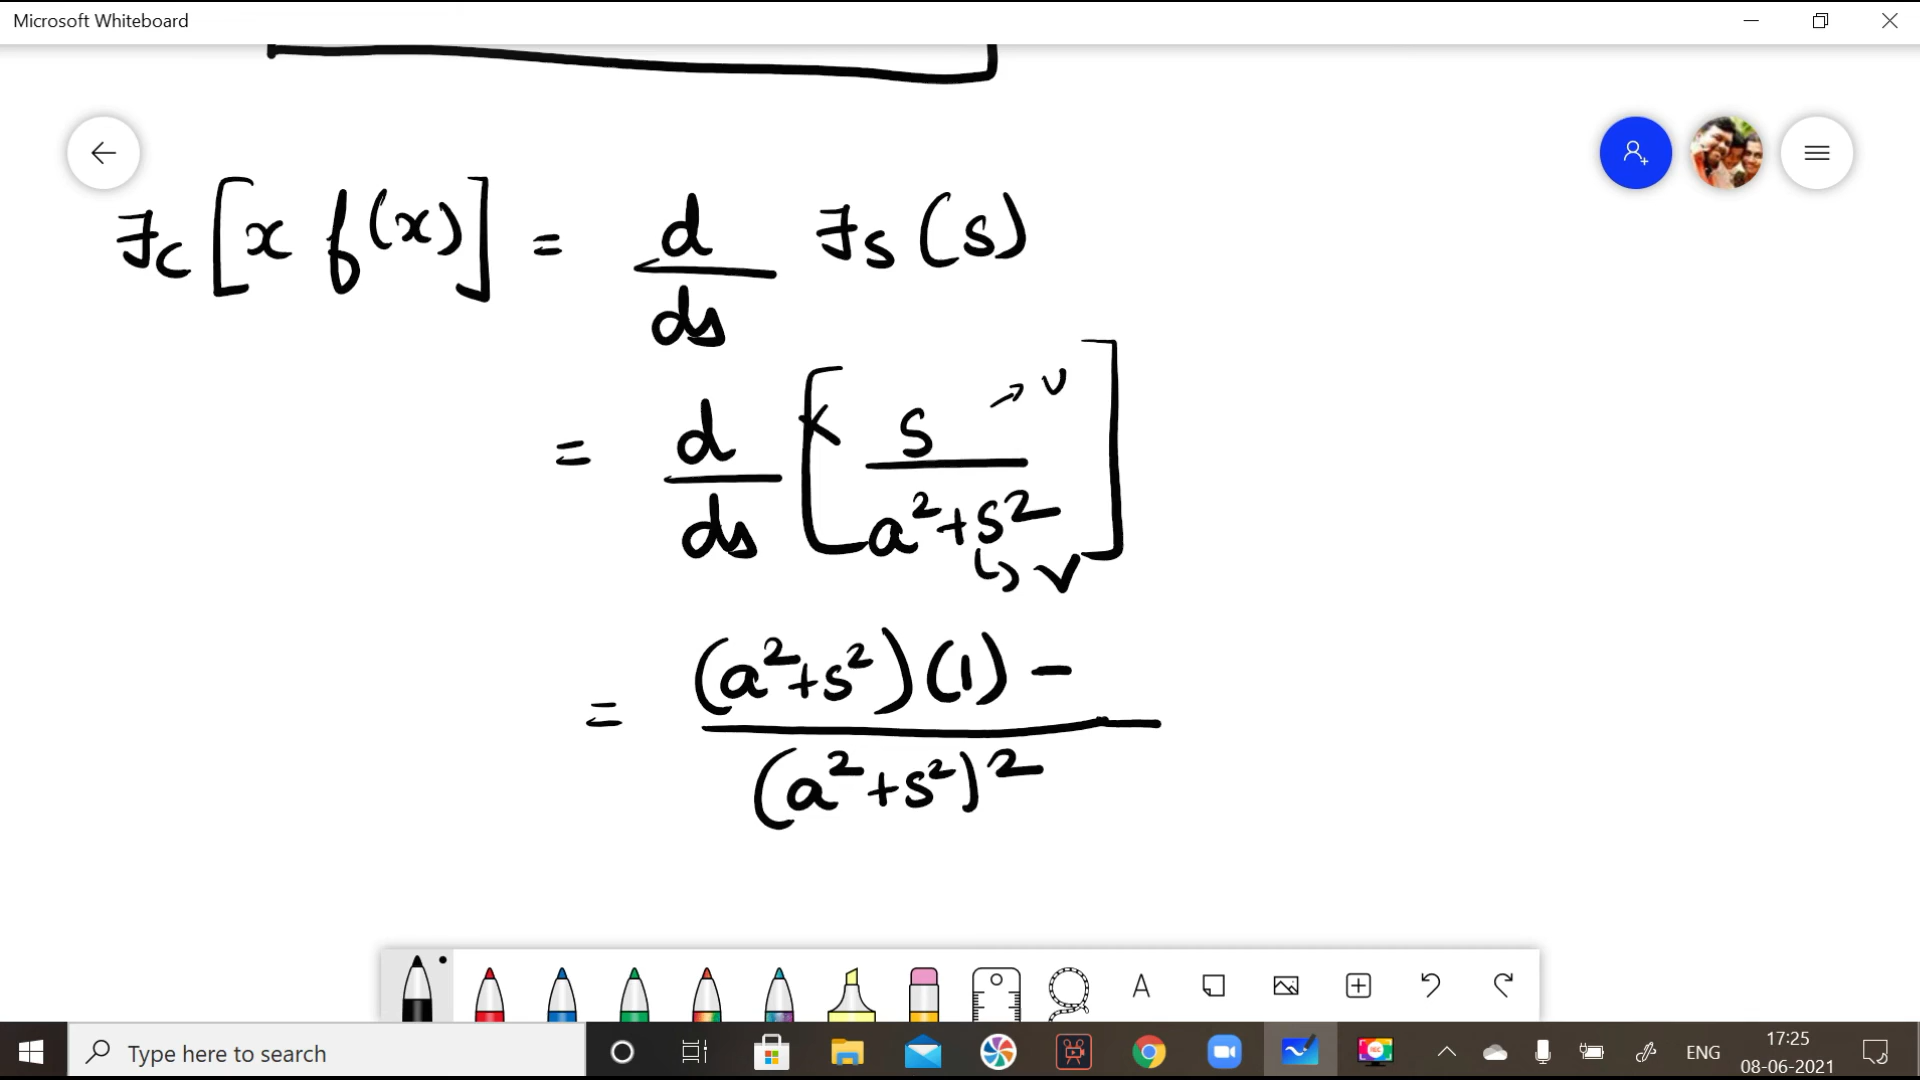 Microsoft Whiteboard
Fc [x f(x)] = d/ds Fs (s)
= d/ds [ s/(a²+s²) ] → u ↳ v
= (a²+s²)(1) - / (a²+s²)²
A
Type here to search
ENG
17:25
08-06-2021